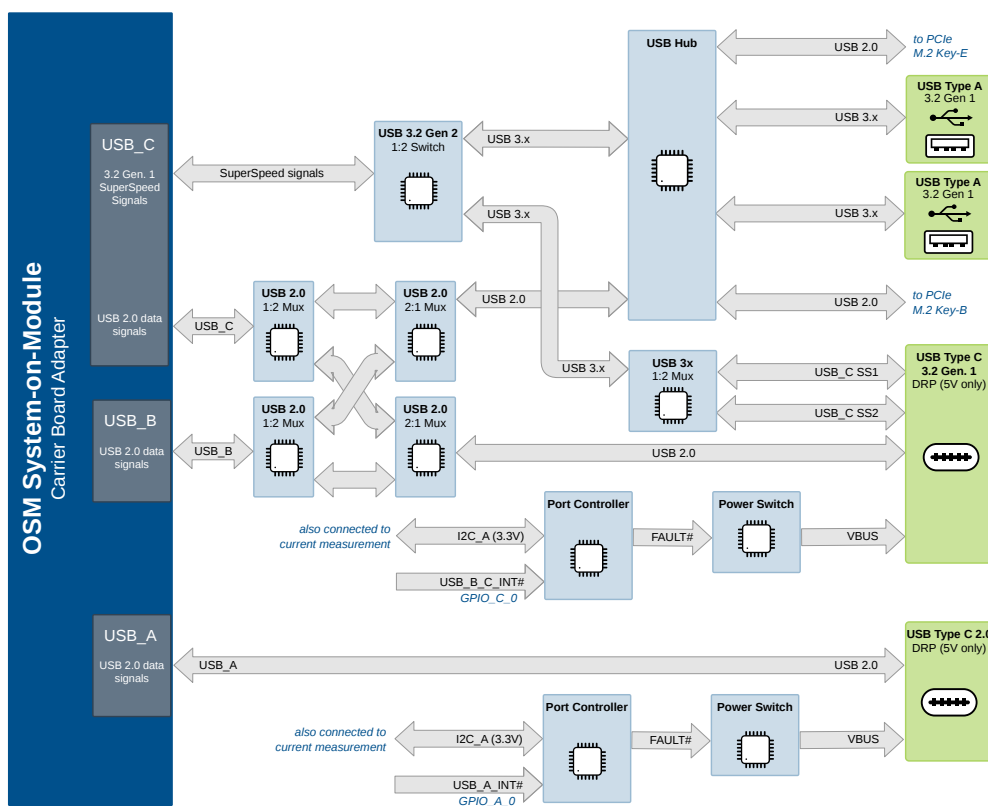 OSM System-on-Module
Carrier Board Adapter
USB_C
3.2 Gen. 1
SuperSpeed
Signals
USB 2.0 data
signals
USB_B
USB 2.0 data
signals
USB_A
USB 2.0 data
signals
SuperSpeed signals
USB 3.2 Gen 2
1:2 Switch
USB 3.x
USB 3.x
USB Hub
USB 2.0
to PCIe
M.2 Key-E
USB 3.x
USB Type A
3.2 Gen 1
USB 3.x
USB Type A
3.2 Gen 1
USB 2.0
to PCIe
M.2 Key-B
USB_C
USB 2.0
1:2 Mux
USB 2.0
2:1 Mux
USB 2.0
USB_B
USB 2.0
1:2 Mux
USB 2.0
2:1 Mux
USB 3.x
USB 3x
1:2 Mux
USB_C SS1
USB_C SS2
USB 2.0
USB Type C
3.2 Gen. 1
DRP (5V only)
also connected to
current measurement
I2C_A (3.3V)
USB_B_C_INT#
GPIO_C_0
Port Controller
FAULT#
Power Switch
VBUS
USB_A
USB 2.0
USB Type C 2.0
DRP (5V only)
also connected to
current measurement
I2C_A (3.3V)
USB_A_INT#
GPIO_A_0
Port Controller
FAULT#
Power Switch
VBUS